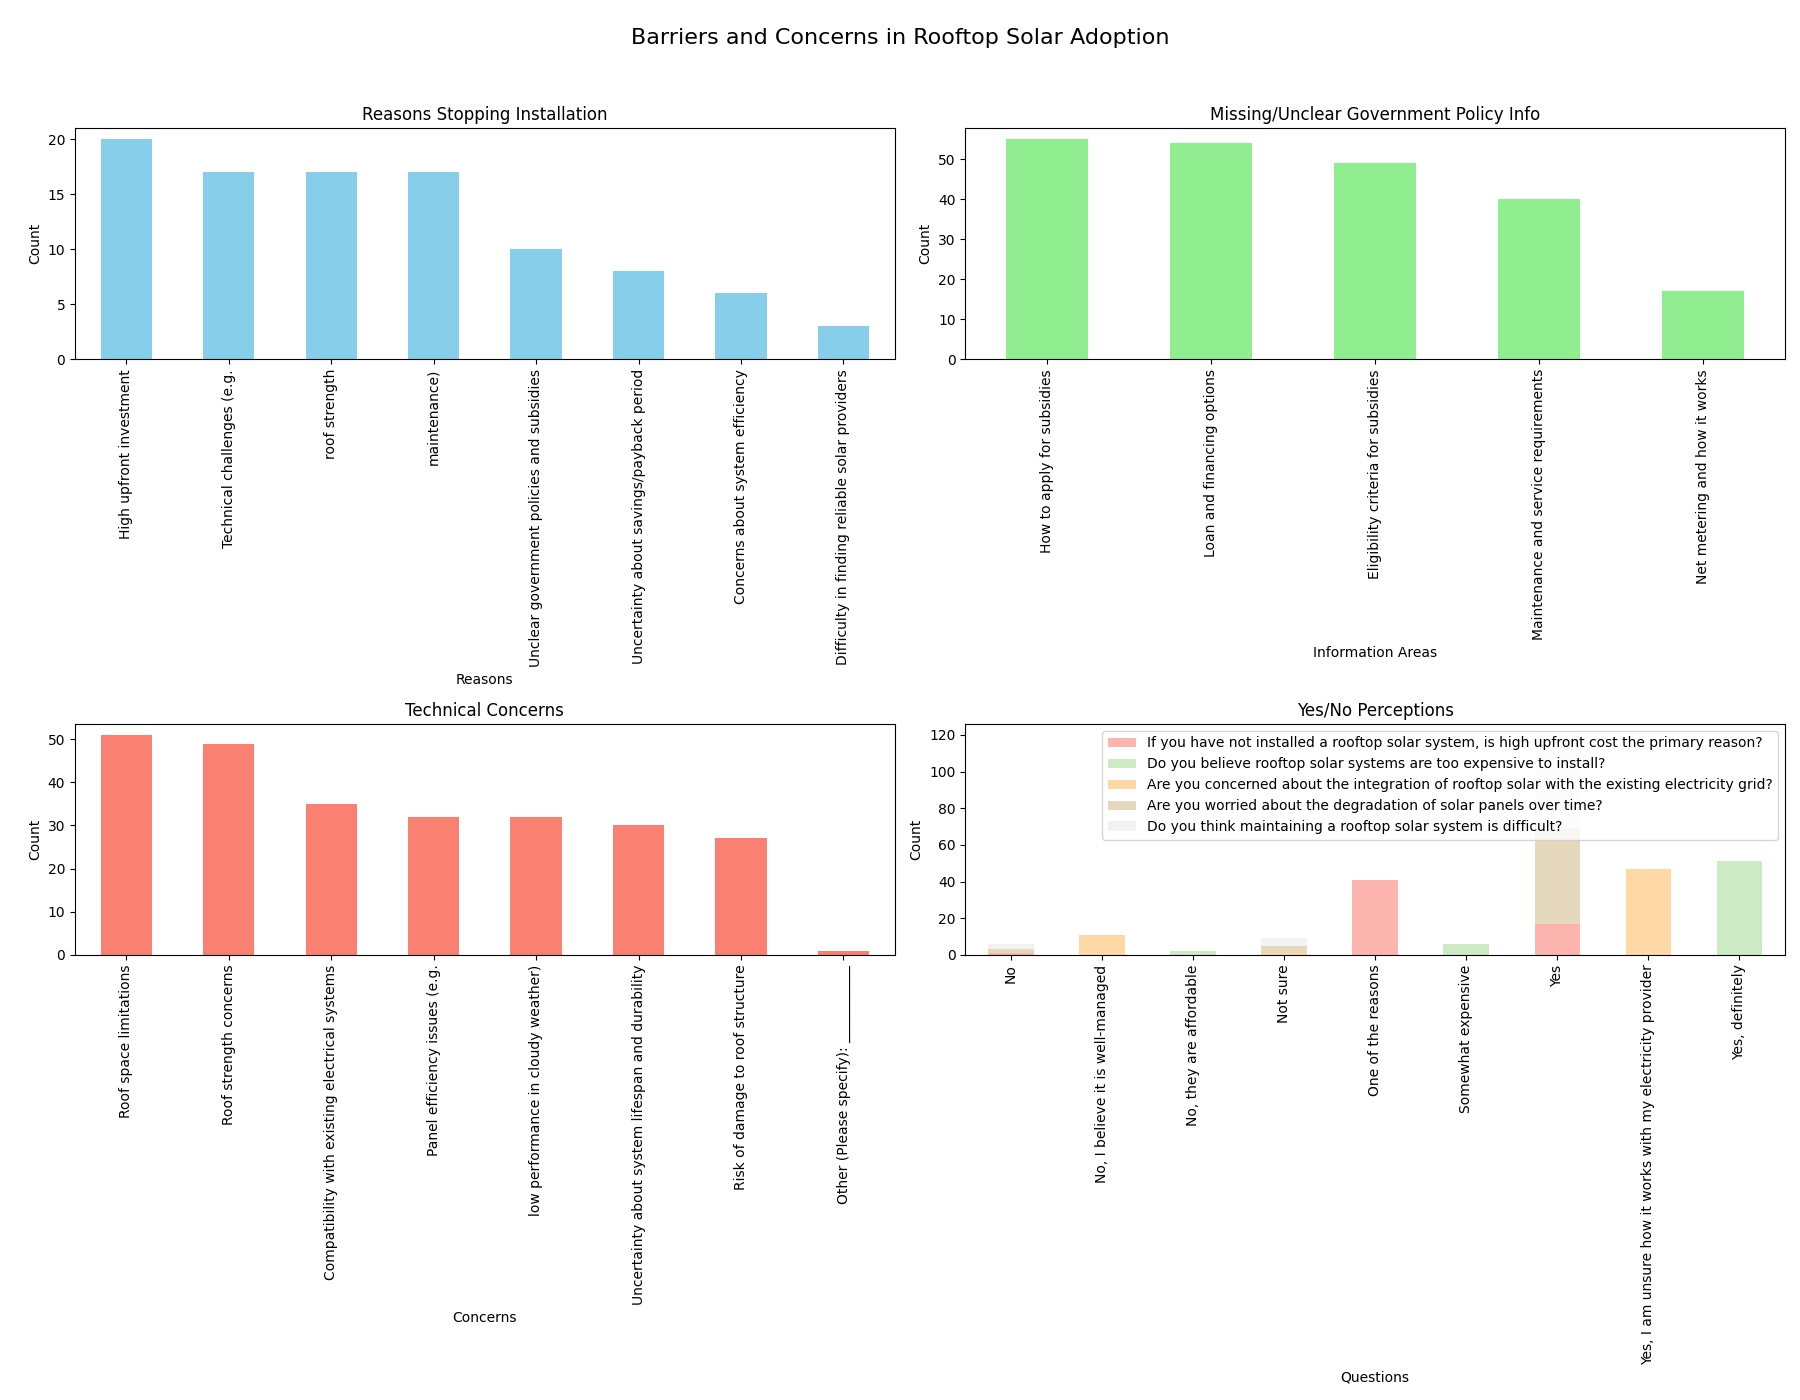 Barriers and Concerns in Rooftop Solar Adoption
Reasons Stopping Installation
Count
20
15
10
5
0
High upfront investment
Technical challenges (e.g.
roof strength
maintenance)
Unclear government policies and subsidies
Uncertainty about savings/payback period
Concerns about system efficiency
Difficulty in finding reliable solar providers
Reasons
Missing/Unclear Government Policy Info
Count
50
40
30
20
10
0
How to apply for subsidies
Loan and financing options
Eligibility criteria for subsidies
Maintenance and service requirements
Net metering and how it works
Information Areas
Technical Concerns
Count
50
40
30
20
10
0
Roof space limitations
Roof strength concerns
Compatibility with existing electrical systems
Panel efficiency issues (e.g.
low performance in cloudy weather)
Uncertainty about system lifespan and durability
Risk of damage to roof structure
Other (Please specify): ___________
Concerns
Yes/No Perceptions
Count
120
100
80
60
40
20
0
If you have not installed a rooftop solar system, is high upfront cost the primary reason?
Do you believe rooftop solar systems are too expensive to install?
Are you concerned about the integration of rooftop solar with the existing electricity grid?
Are you worried about the degradation of solar panels over time?
Do you think maintaining a rooftop solar system is difficult?
No
No, I believe it is well-managed
No, they are affordable
Not sure
One of the reasons
Somewhat expensive
Yes
Yes, I am unsure how it works with my electricity provider
Yes, definitely
Questions